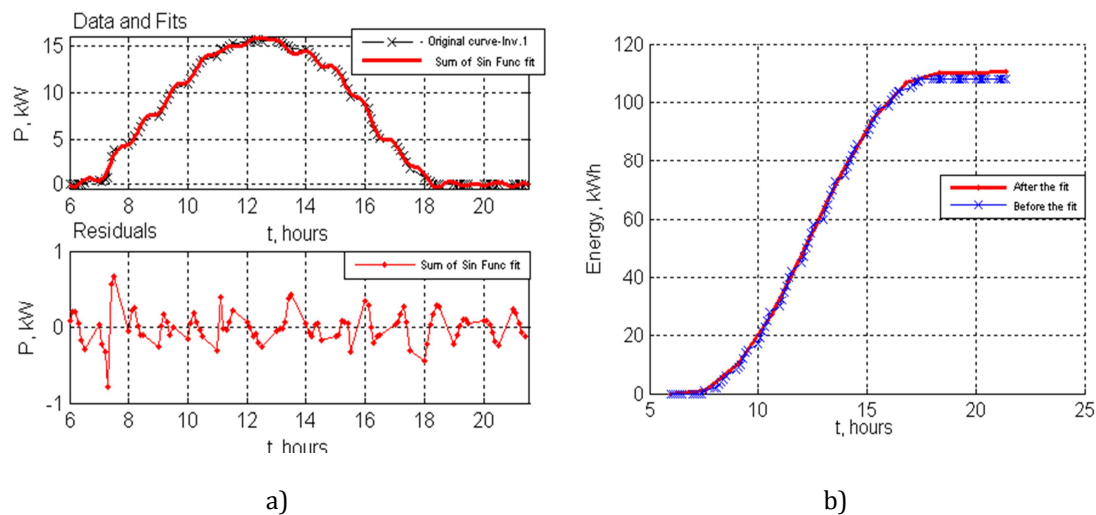 Data and Fits
P, kW
15
10
5
0
Original curve-Inv.1
Sum of Sin Func fit
6 8 10 12 14 16 18 20
t, hours
Residuals
P, kW
1
0
-1
Sum of Sin Func fit
6 8 10 12 14 16 18 20
t, hours
a)
Energy, kWh
120
100
80
60
40
20
0
After the fit
Before the fit
5 10 15 20 25
t, hours
b)